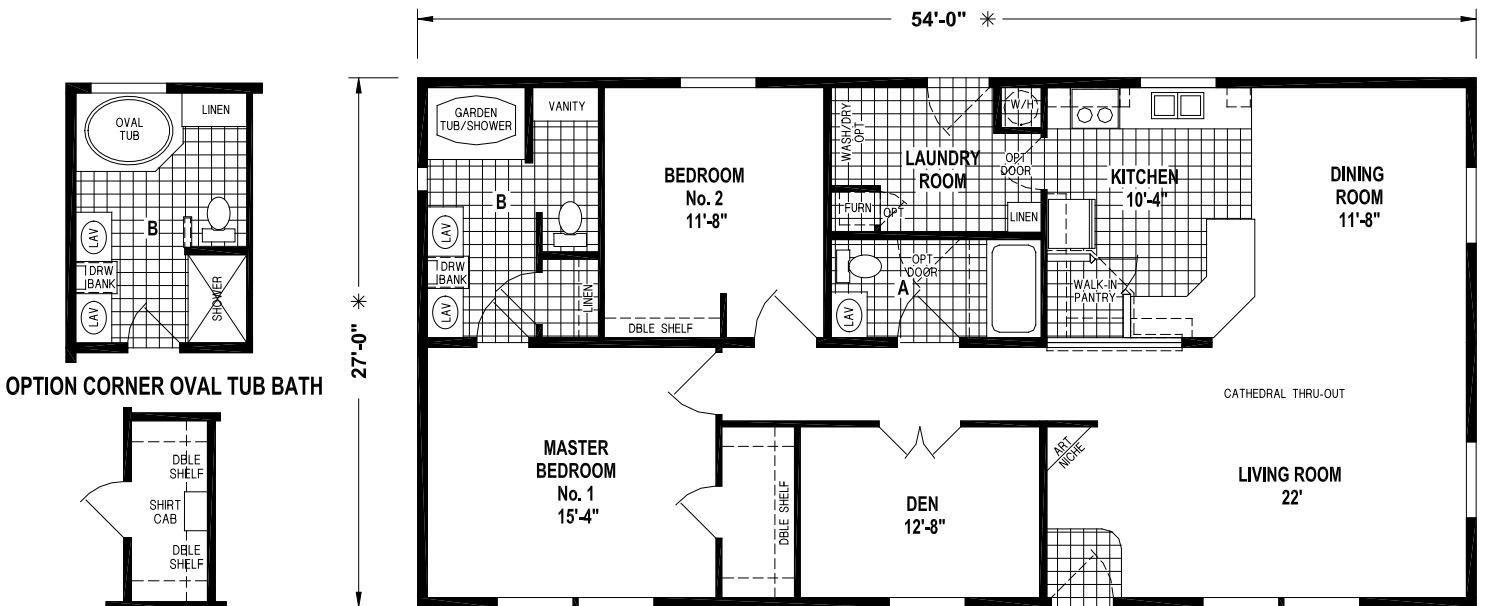 54'-0" ✳
27'-0" ✳
OVAL
TUB
LINEN
B
LAV
DRW
BANK
LAV
SHOWER
OPTION CORNER OVAL TUB BATH
DBLE
SHELF
SHIRT
CAB
DBLE
SHELF
GARDEN
TUB/SHOWER
VANITY
B
LAV
DRW
BANK
LAV
LINEN
BEDROOM
No. 2
11'-8"
DBLE SHELF
WASH/DRY
OPT
W/H
LAUNDRY
ROOM
OPT
DOOR
FURN
OPT
LINEN
OPT
DOOR
A
LAV
KITCHEN
10'-4"
WALK-IN
PANTRY
DINING
ROOM
11'-8"
CATHEDRAL THRU-OUT
MASTER
BEDROOM
No. 1
15'-4"
DBLE SHELF
DEN
12'-8"
ART
NICHE
LIVING ROOM
22'